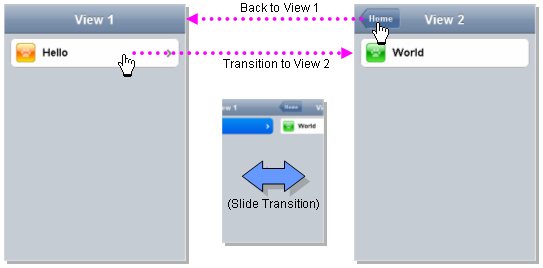 View 1
Back to View 1
Home
View 2
Hello
World
Transition to View 2
ew 1
Home
Vi
World
(Slide Transition)